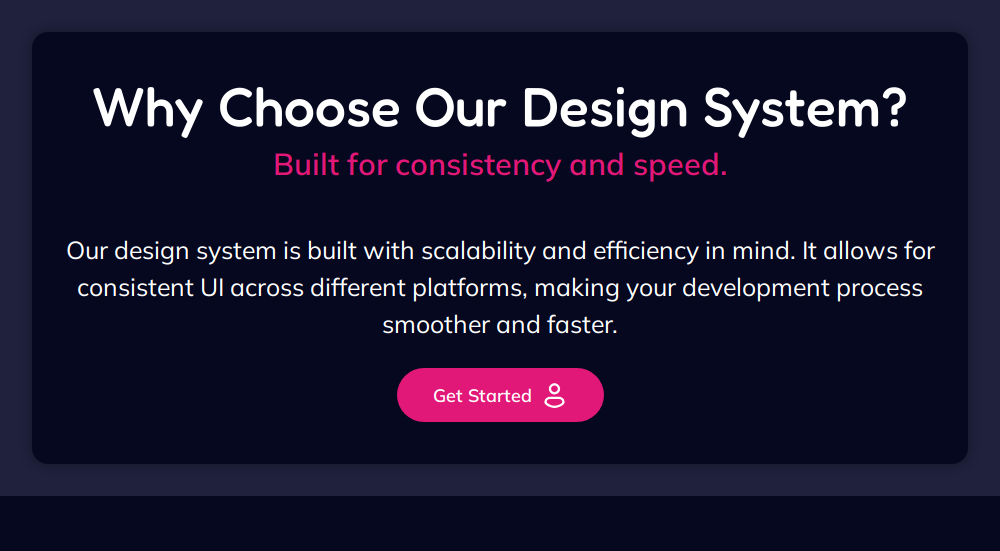 Why Choose Our Design System?
Built for consistency and speed.
Our design system is built with scalability and efficiency in mind. It allows for
consistent UI across different platforms, making your development process
smoother and faster.
Get Started